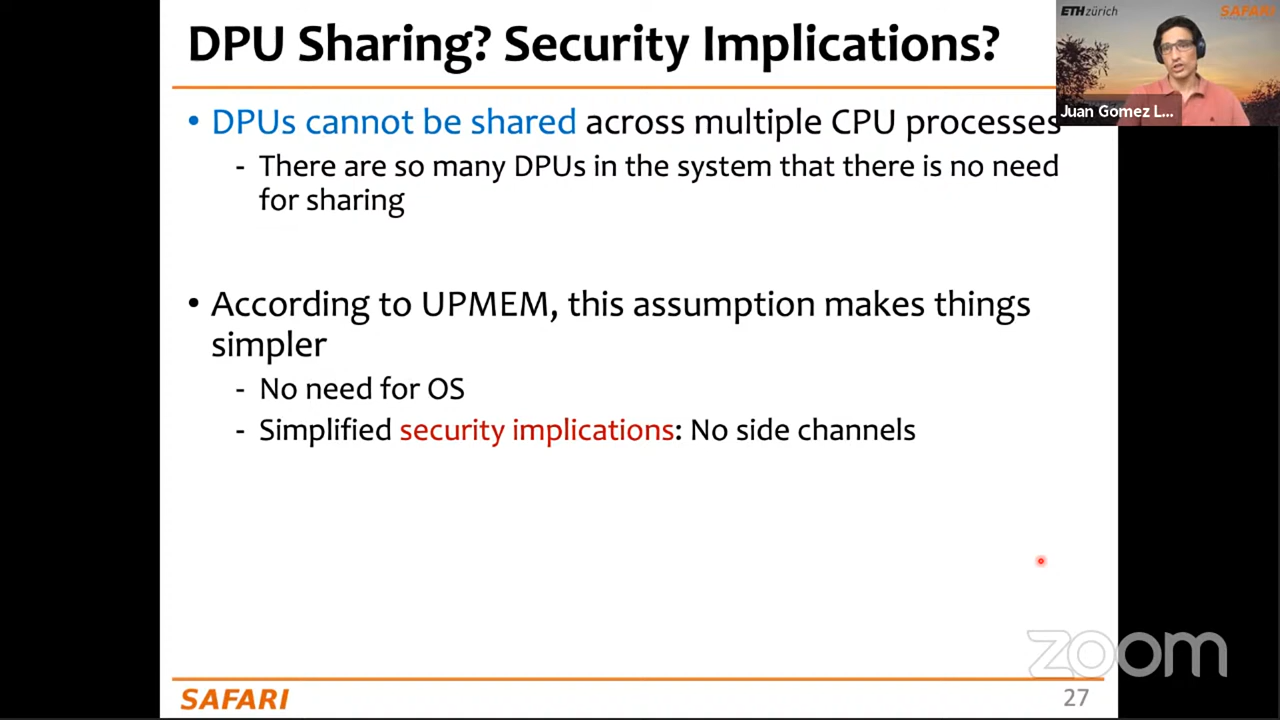 DPU Sharing? Security Implications?
ETH zürich
SAFARI
Juan Gomez L...
• DPUs cannot be shared across multiple CPU processes
- There are so many DPUs in the system that there is no need
for sharing
• According to UPMEM, this assumption makes things
simpler
- No need for OS
- Simplified security implications: No side channels
zoom
SAFARI
27